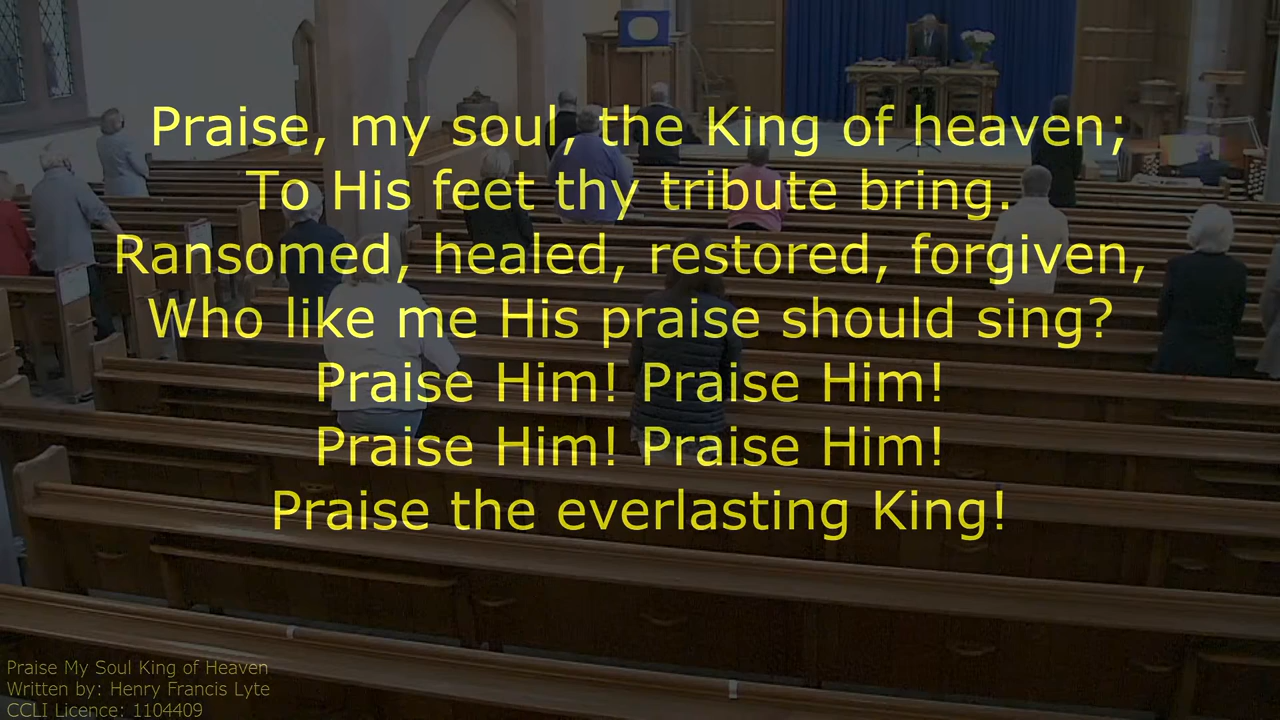 Praise, my soul, the King of heaven;
To His feet thy tribute bring.
Ransomed, healed, restored, forgiven,
Who like me His praise should sing?
Praise Him! Praise Him!
Praise Him! Praise Him!
Praise the everlasting King!
Praise My Soul King of Heaven
Written by: Henry Francis Lyte
CCLI Licence: 1104409